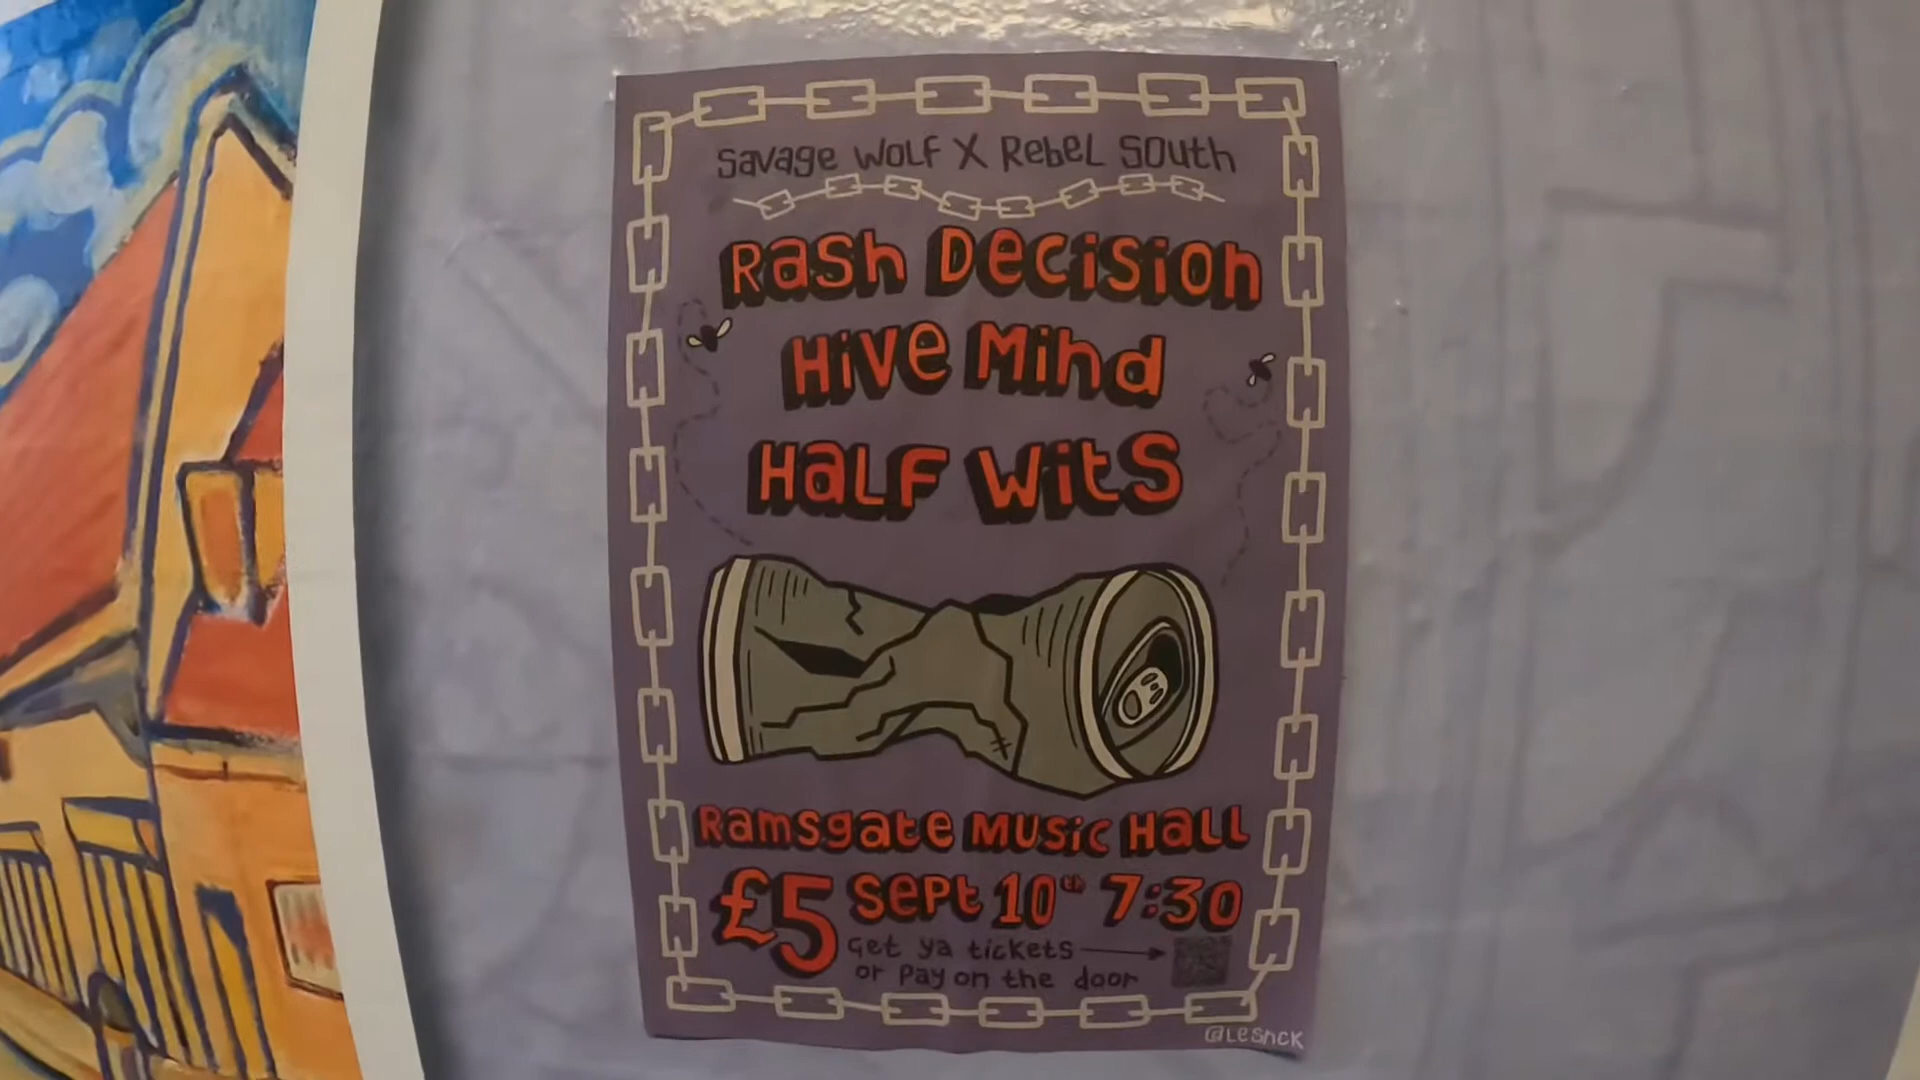 Savage Wolf X Rebel South
Rash Decision
Hive Mind
Half Wits
Ramsgate Music Hall
£5 Sept 10th 7:30
Get ya tickets
or pay on the door
@Lesnck